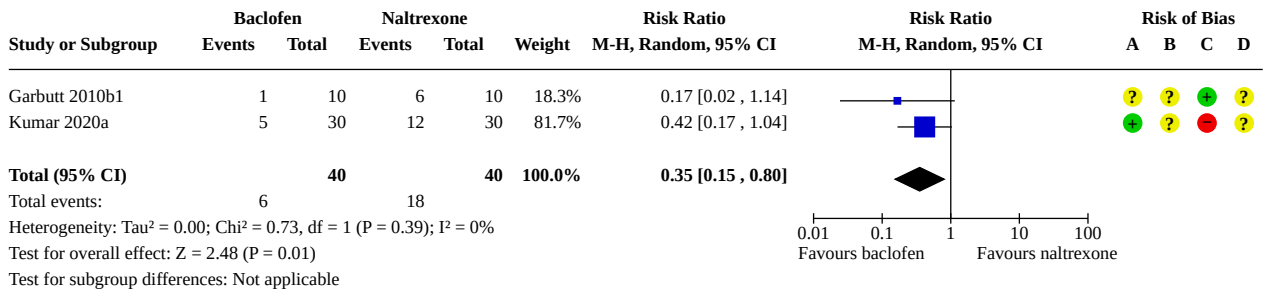 Baclofen Naltrexone Risk Ratio Risk Ratio Risk of Bias
Study or Subgroup Events Total Events Total Weight M-H, Random, 95% CI M-H, Random, 95% CI A B C D
Garbutt 2010b1 1 10 6 10 18.3% 0.17 [0.02 , 1.14] ? ? + ?
Kumar 2020a 5 30 12 30 81.7% 0.42 [0.17 , 1.04] + ? − ?
Total (95% CI) 40 40 100.0% 0.35 [0.15 , 0.80]
Total events: 6 18
Heterogeneity: Tau² = 0.00; Chi² = 0.73, df = 1 (P = 0.39); I² = 0%
0.01 0.1 1 10 100
Test for overall effect: Z = 2.48 (P = 0.01) Favours baclofen Favours naltrexone
Test for subgroup differences: Not applicable